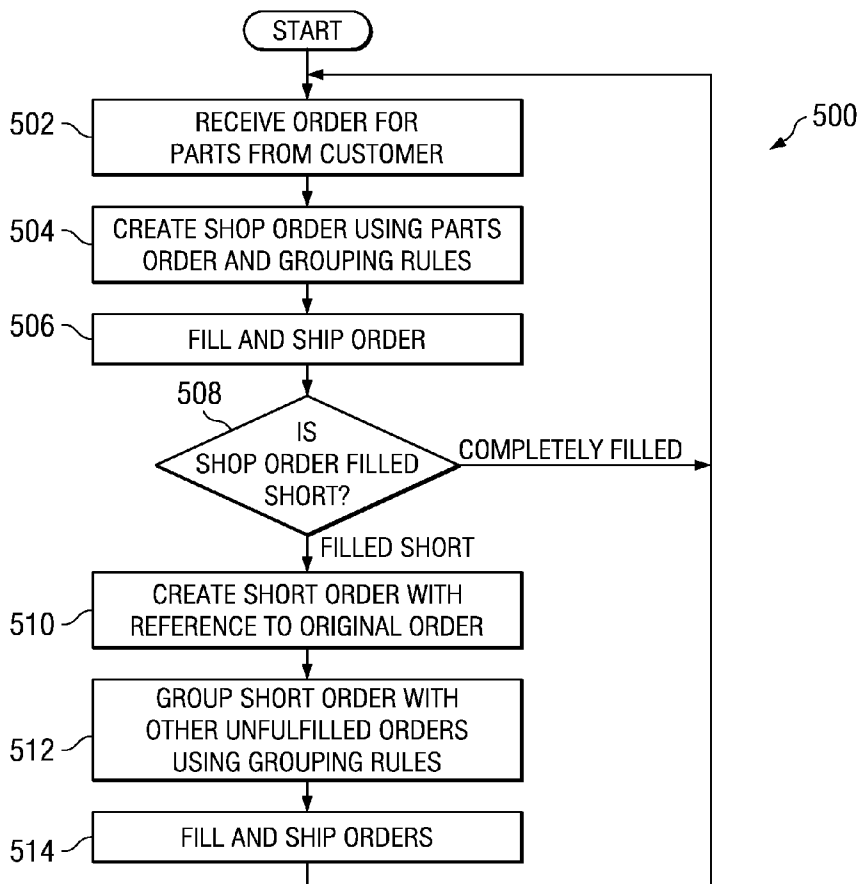 START
500
502
RECEIVE ORDER FOR
PARTS FROM CUSTOMER
504
CREATE SHOP ORDER USING PARTS
ORDER AND GROUPING RULES
506
FILL AND SHIP ORDER
508
IS
SHOP ORDER FILLED
SHORT?
COMPLETELY FILLED
FILLED SHORT
510
CREATE SHORT ORDER WITH
REFERENCE TO ORIGINAL ORDER
512
GROUP SHORT ORDER WITH
OTHER UNFULFILLED ORDERS
USING GROUPING RULES
514
FILL AND SHIP ORDERS